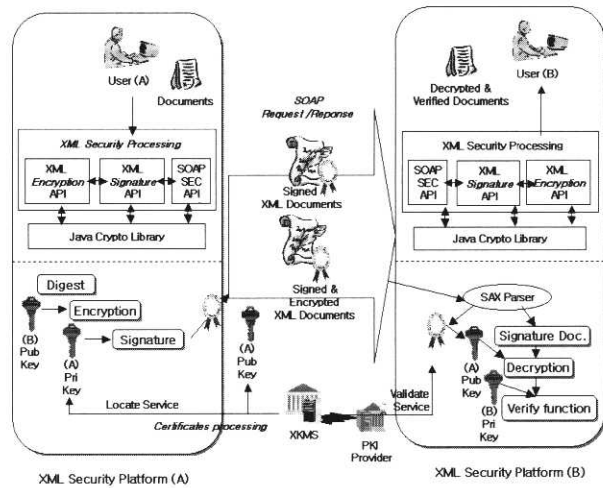 User (A)
Documents
XML Security Processing
XML
Encryption
API
XML
Signature
API
SOAP
SEC
API
Java Crypto Library
Digest
Encryption
Signature
(B)
Pub
Key
(A)
Pri
Key
Locate Service
XML Security Platform (A)
SOAP
Request /Reponse
Signed
XML Documents
Signed &
Encrypted
XML Documents
(A)
Pub
Key
Certificates processing
XKMS
PKI
Provider
Validate
Service
Decrypted &
Verified Documents
User (B)
XML Security Processing
SOAP
SEC
API
XML
Signature
API
XML
Encryption
API
Java Crypto Library
SAX Parser
Signature Doc.
Decryption
Verify function
(A)
Pub
Key
(B)
Pri
Key
XML Security Platform (B)